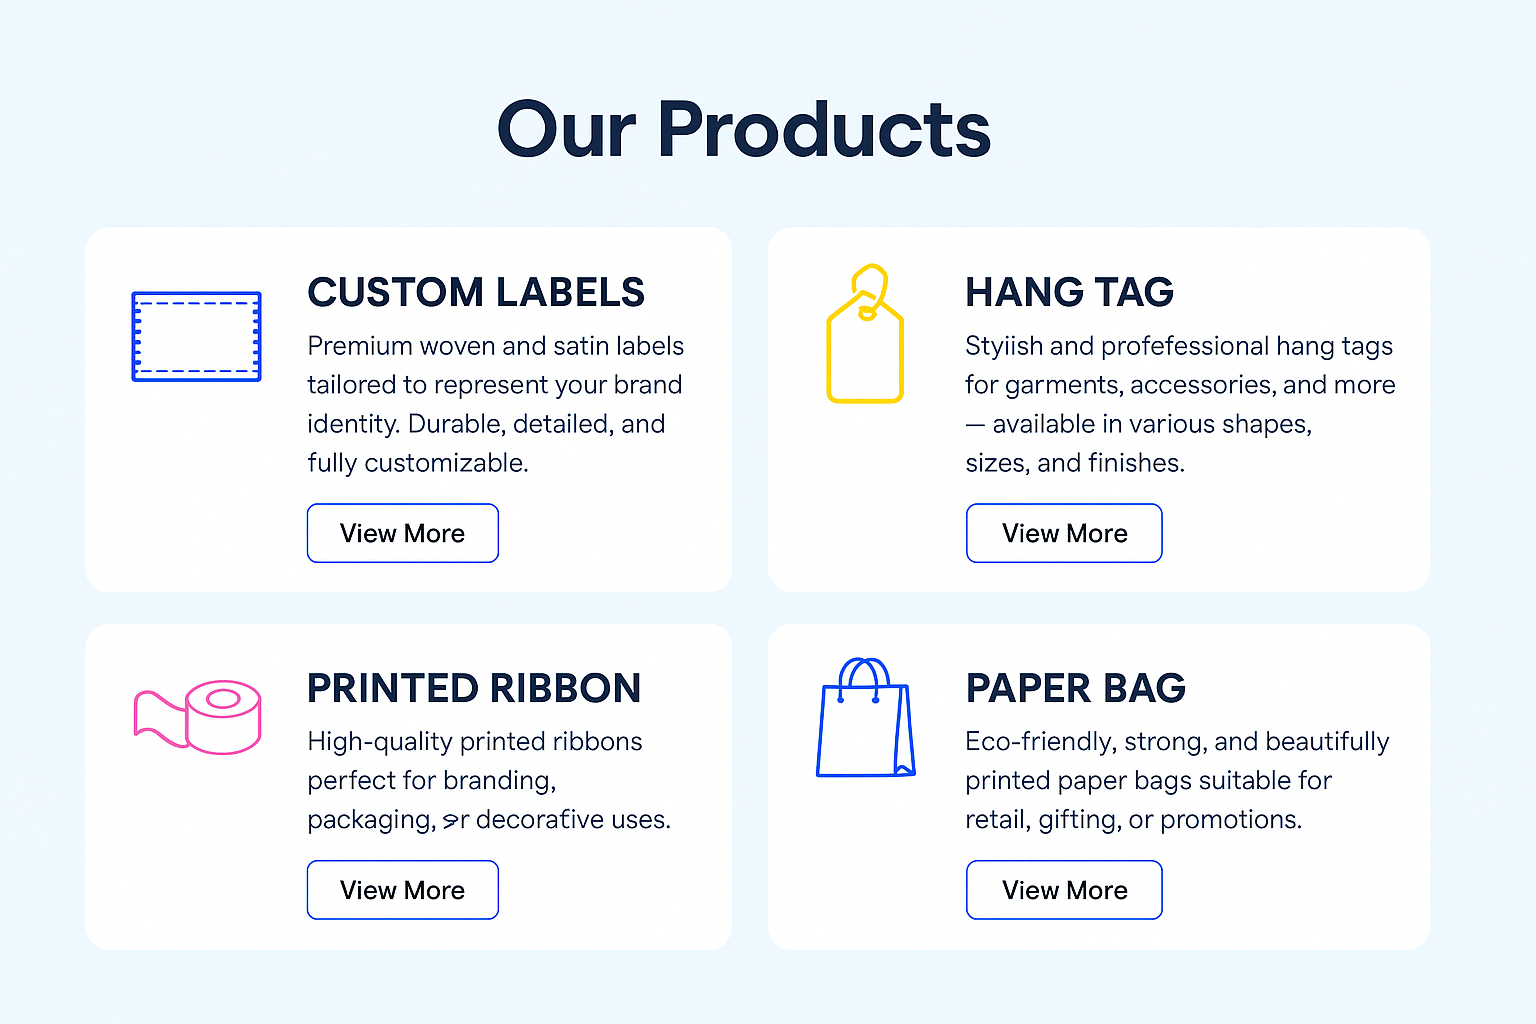 Our Products
CUSTOM LABELS
Premium woven and satin labels
tailored to represent your brand
identity. Durable, detailed, and
fully customizable.
View More
HANG TAG
Styiish and profefessional hang tags
for garments, accessories, and more
— available in various shapes,
sizes, and finishes.
View More
PRINTED RIBBON
High-quality printed ribbons
perfect for branding,
packaging, decorative uses.
View More
PAPER BAG
Eco-friendly, strong, and beautifully
printed paper bags suitable for
retail, gifting, or promotions.
View More